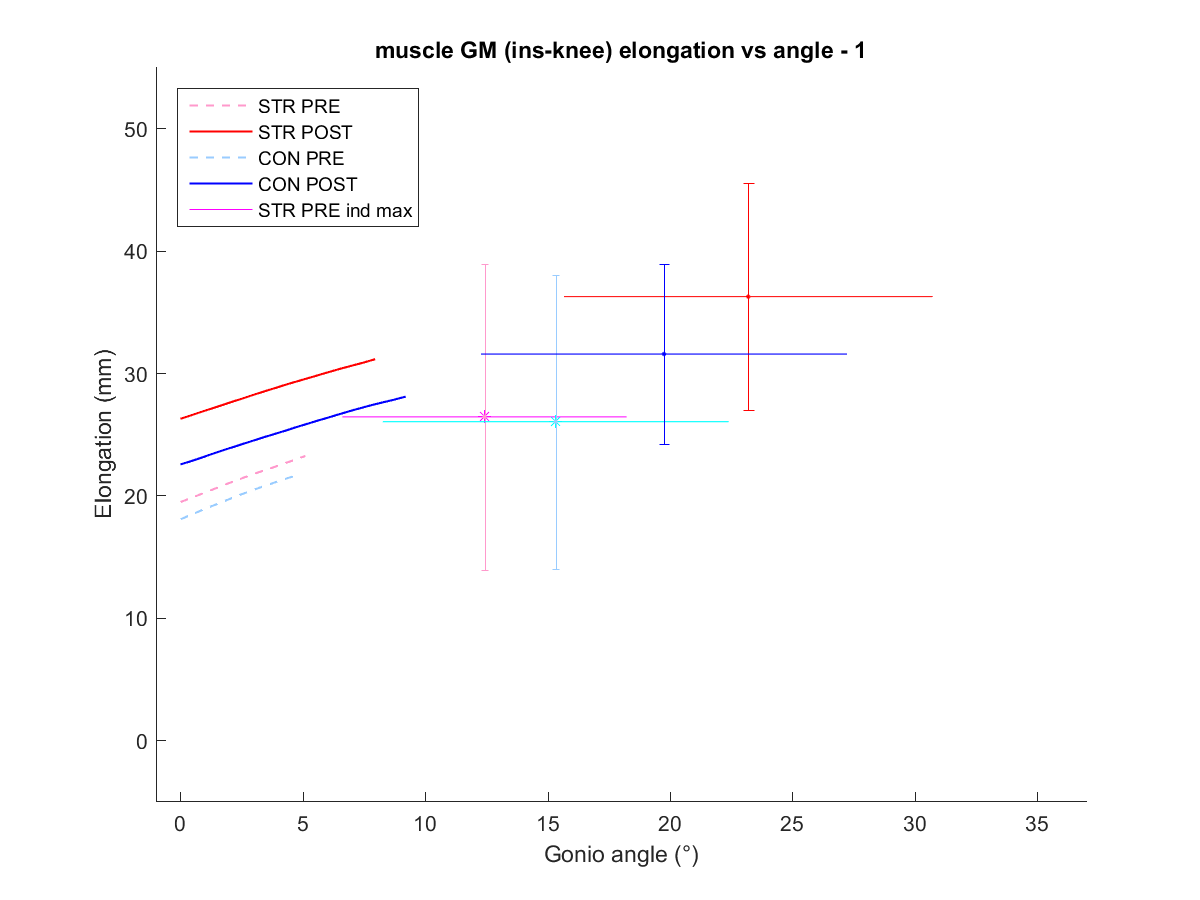 muscle GM (ins-knee) elongation vs angle - 1
STR PRE
STR POST
CON PRE
CON POST
STR PRE ind max
50
40
30
20
10
0
Elongation (mm)
0 5 10 15 20 25 30 35
Gonio angle (°)